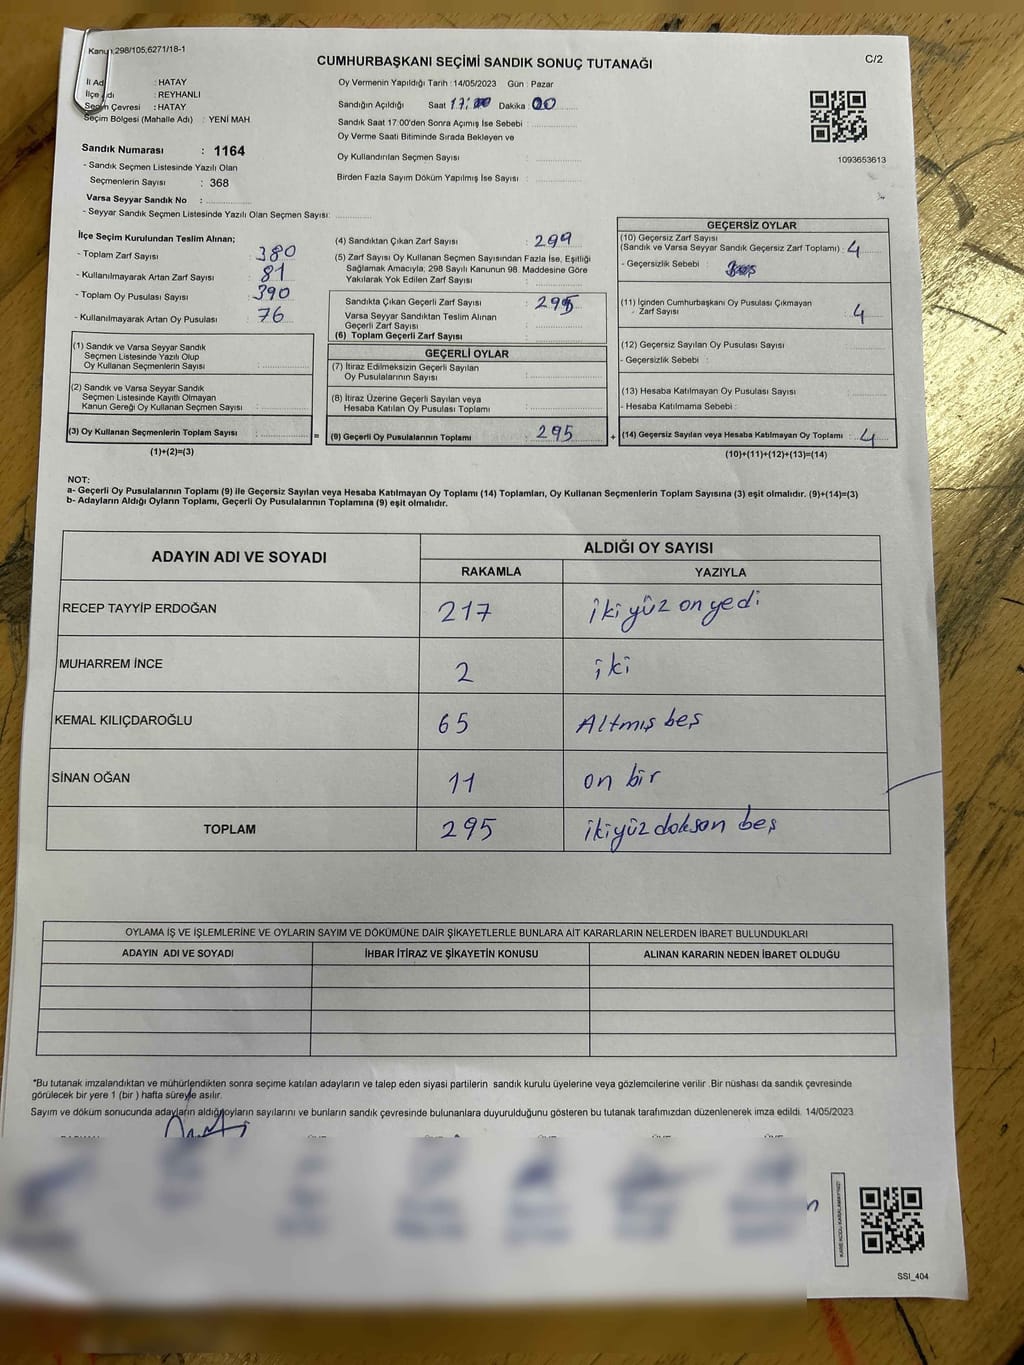 Kanun 298/105,6271/18-1
CUMHURBAŞKANI SEÇİMİ SANDIK SONUÇ TUTANAĞI
C/2
İl Adı : HATAY
İlçe Adı : REYHANLI
Seçim Çevresi : HATAY
Seçim Bölgesi (Mahalle Adı) : YENİ MAH
Sandık Numarası : 1164
- Sandık Seçmen Listesinde Yazılı Olan
Seçmenlerin Sayısı : 368
Varsa Seyyar Sandık No :
- Seyyar Sandık Seçmen Listesinde Yazılı Olan Seçmen Sayısı:
Oy Vermenin Yapıldığı Tarih : 14/05/2023 Gün : Pazar
Sandığın Açıldığı Saat 17:00 Dakika 00
Sandık Saat 17:00'den Sonra Açımış İse Sebebi :
Oy Verme Saati Bitiminde Sırada Bekleyen ve
Oy Kullandırılan Seçmen Sayısı :
Birden Fazla Sayım Döküm Yapılmış İse Sayısı :
1093653613
İlçe Seçim Kurulundan Teslim Alınan;
- Toplam Zarf Sayısı : 380
- Kullanılmayarak Artan Zarf Sayısı : 81
- Toplam Oy Pusulası Sayısı : 390
- Kullanılmayarak Artan Oy Pusulası : 76
(1) Sandık ve Varsa Seyyar Sandık
Seçmen Listesinde Yazılı Olup
Oy Kullanan Seçmenlerin Sayısı :
(2) Sandık ve Varsa Seyyar Sandık
Seçmen Listesinde Kayıtlı Olmayan
Kanun Gereği Oy Kullanan Seçmen Sayısı :
(3) Oy Kullanan Seçmenlerin Toplam Sayısı :
(1)+(2)=(3)
(4) Sandıktan Çıkan Zarf Sayısı : 299
(5) Zarf Sayısı Oy Kullanan Seçmen Sayısından Fazla İse, Eşitliği
Sağlamak Amacıyla; 298 Sayılı Kanunun 98. Maddesine Göre
Yakılarak Yok Edilen Zarf Sayısı :
Sandıkta Çıkan Geçerli Zarf Sayısı : 295
Varsa Seyyar Sandıktan Teslim Alınan
Geçerli Zarf Sayısı :
(6) Toplam Geçerli Zarf Sayısı :
GEÇERLİ OYLAR
(7) İtiraz Edilmeksizin Geçerli Sayılan
Oy Pusulalarının Sayısı :
(8) İtiraz Üzerine Geçerli Sayılan veya
Hesaba Katılan Oy Pusulası Toplamı :
= (9) Geçerli Oy Pusulalarının Toplamı : 295
GEÇERSİZ OYLAR
(10) Geçersiz Zarf Sayısı
(Sandık ve Varsa Seyyar Sandık Geçersiz Zarf Toplamı) : 4
- Geçersizlik Sebebi :
(11) İçinden Cumhurbaşkanı Oy Pusulası Çıkmayan
- Zarf Sayısı : 4
(12) Geçersiz Sayılan Oy Pusulası Sayısı :
- Geçersizlik Sebebi :
(13) Hesaba Katılmayan Oy Pusulası Sayısı :
- Hesaba Katılmama Sebebi :
+ (14) Geçersiz Sayılan veya Hesaba Katılmayan Oy Toplamı : 4
(10)+(11)+(12)+(13)=(14)
NOT:
a- Geçerli Oy Pusulalarının Toplamı (9) ile Geçersiz Sayılan veya Hesaba Katılmayan Oy Toplamı (14) Toplamları, Oy Kullanan Seçmenlerin Toplam Sayısına (3) eşit olmalıdır. (9)+(14)=(3)
b- Adayların Aldığı Oyların Toplamı, Geçerli Oy Pusulalarının Toplamına (9) eşit olmalıdır.
ADAYIN ADI VE SOYADI
ALDIĞI OY SAYISI
RAKAMLA YAZIYLA
RECEP TAYYİP ERDOĞAN 217 ikiyüz onyedi
MUHARREM İNCE 2 iki
KEMAL KILIÇDAROĞLU 65 Altmış beş
SİNAN OĞAN 11 on bir
TOPLAM 295 ikiyüz doksan beş
OYLAMA İŞ VE İŞLEMLERİNE VE OYLARIN SAYIM VE DÖKÜMÜNE DAİR ŞİKAYETLERLE BUNLARA AİT KARARLARIN NELERDEN İBARET BULUNDUKLARI
ADAYIN ADI VE SOYADI İHBAR İTİRAZ VE ŞİKAYETİN KONUSU ALINAN KARARIN NEDEN İBARET OLDUĞU
*Bu tutanak imzalandıktan ve mühürlendikten sonra seçime katılan adayların ve talep eden siyasi partilerin sandık kurulu üyelerine veya gözlemcilerine verilir .Bir nüshası da sandık çevresinde
görülecek bir yere 1 (bir ) hafta süreyle asılır.
Sayım ve döküm sonucunda adayların aldığı oyların sayılarını ve bunların sandık çevresinde bulunanlara duyurulduğunu gösteren bu tutanak tarafımızdan düzenlenerek imza edildi. 14/05/2023
SSI_404